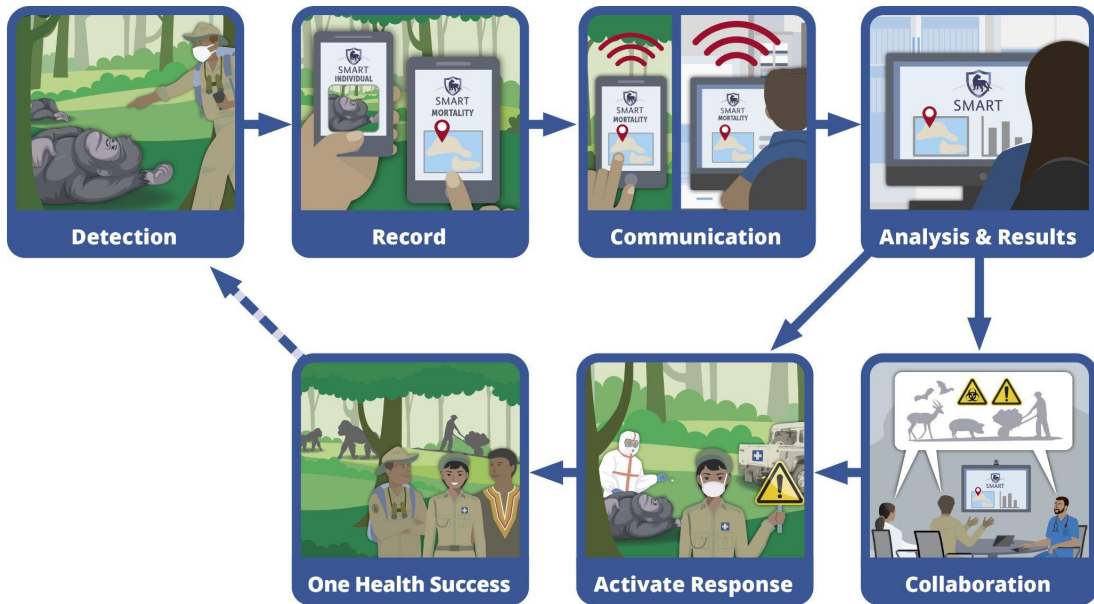 SMART
INDIVIDUAL
SMART
MORTALITY
SMART
MORTALITY
SMART
MORTALITY
SMART
Detection
Record
Communication
Analysis & Results
SMART
One Health Success
Activate Response
Collaboration